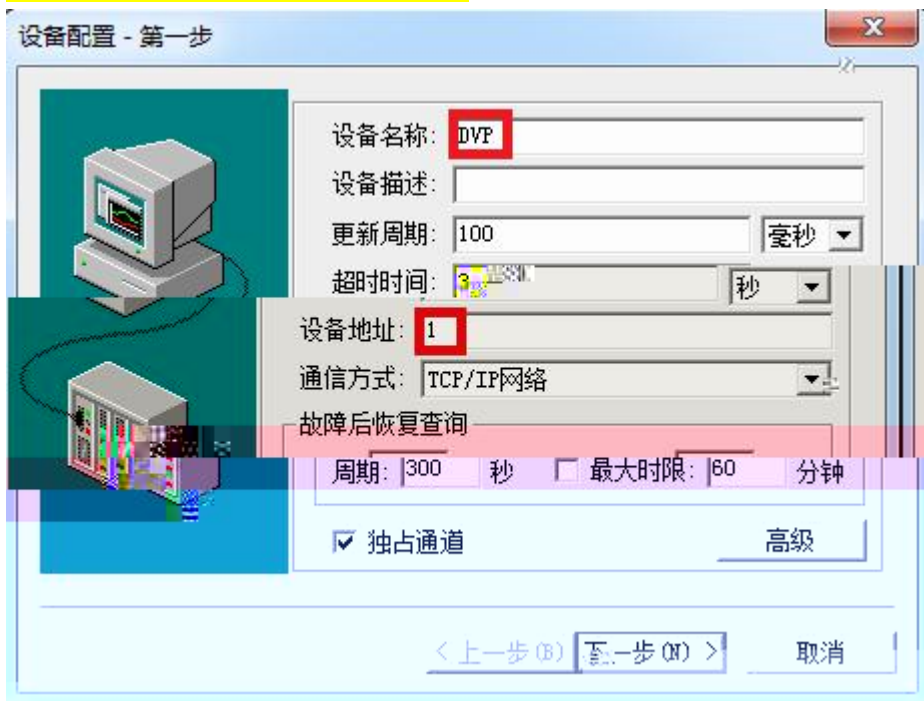 设备配置 - 第一步
设备名称: DVP
设备描述:
更新周期: 100 毫秒
超时时间: 3 秒
设备地址: 1
通信方式: TCP/IP网络
故障后恢复查询
周期: 300 秒 最大时限: 60 分钟
独占通道 高级
< 上一步(B) 下一步(N) > 取消